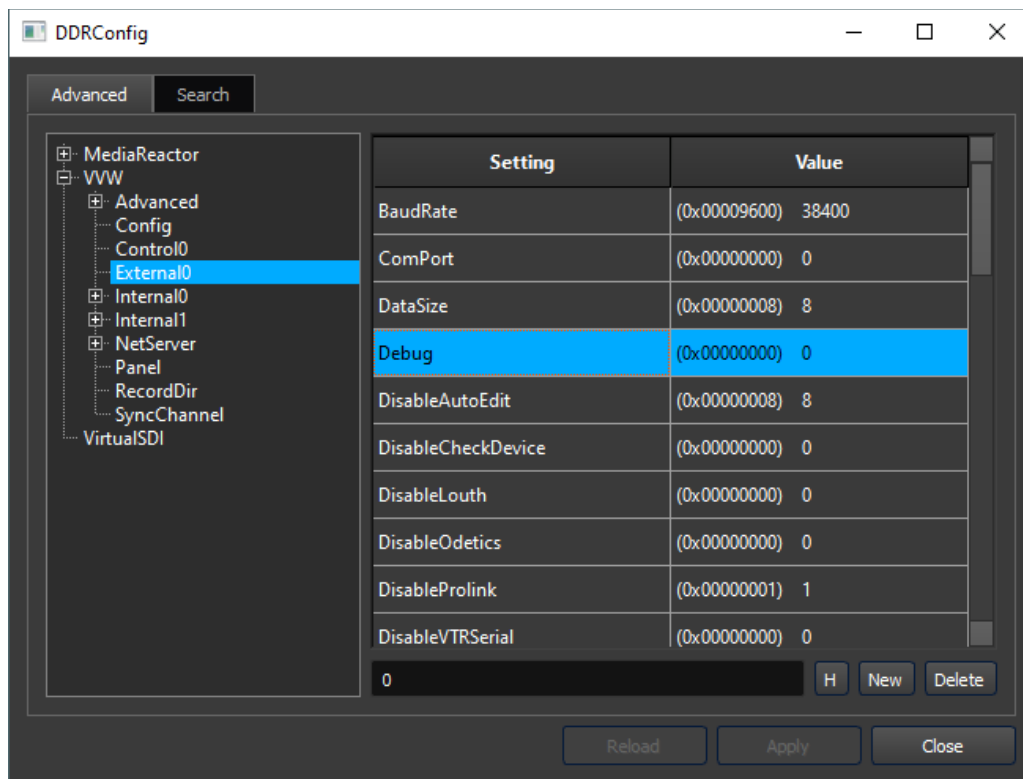 DDRConfig
Advanced Search
MediaReactor
VVW
Advanced
Config
Control0
External0
Internal0
Internal1
NetServer
Panel
RecordDir
SyncChannel
VirtualSDI
Setting Value
BaudRate (0x00009600) 38400
ComPort (0x00000000) 0
DataSize (0x00000008) 8
Debug (0x00000000) 0
DisableAutoEdit (0x00000008) 8
DisableCheckDevice (0x00000000) 0
DisableLouth (0x00000000) 0
DisableOdetics (0x00000000) 0
DisableProlink (0x00000001) 1
DisableVTRSerial (0x00000000) 0
0 H New Delete
Reload Apply Close